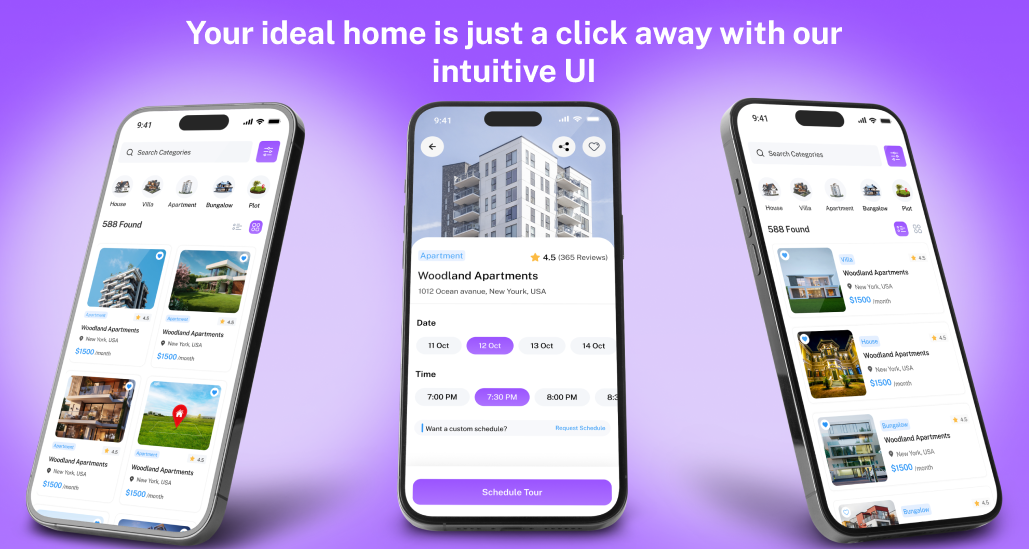 Your ideal home is just a click away with our
intuitive UI
9:41
Search Categories
House Villa Apartment Bungalow Plot
588 Found
Apartment 4.5
Woodland Apartments
New York, USA
$1500 /month
Apartment 4.5
Woodland Apartments
New York, USA
$1500 /month
Apartment 4.5
Woodland Apartments
New York, USA
$1500 /month
Apartment 4.5
Woodland Apartments
New York, USA
$1500 /month
9:41
Apartment 4.5 (365 Reviews)
Woodland Apartments
1012 Ocean avanue, New Yourk, USA
Date
11 Oct 12 Oct 13 Oct 14 Oct
Time
7:00 PM 7:30 PM 8:00 PM 8:3
Want a custom schedule? Request Schedule
Schedule Tour
9:41
Search Categories
House Villa Apartment Bungalow Plot
588 Found
Villa 4.5
Woodland Apartments
New York, USA
$1500 /month
House 4.5
Woodland Apartments
New York, USA
$1500 /month
Bungalow 4.5
Woodland Apartments
New York, USA
$1500 /month
Bungalow 4.5